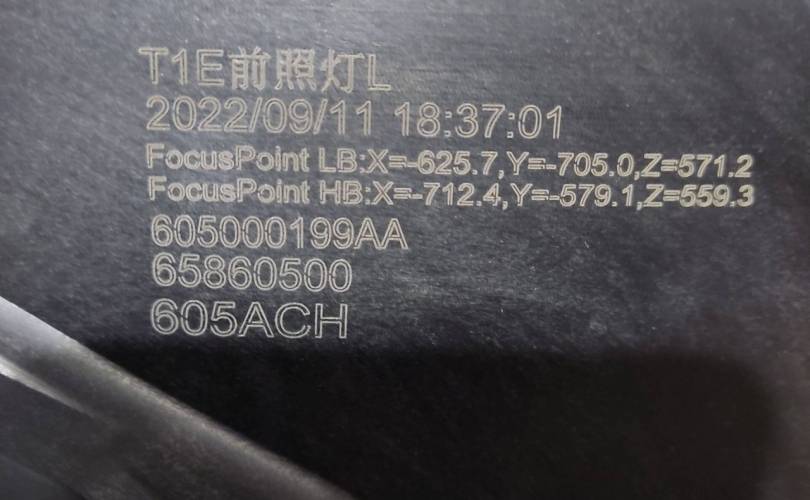 T1E前照灯L
2022/09/11 18:37:01
FocusPoint LB:X=-625.7,Y=-705.0,Z=571.2
FocusPoint HB:X=-712.4,Y=-579.1,Z=559.3
605000199AA
65860500
605ACH